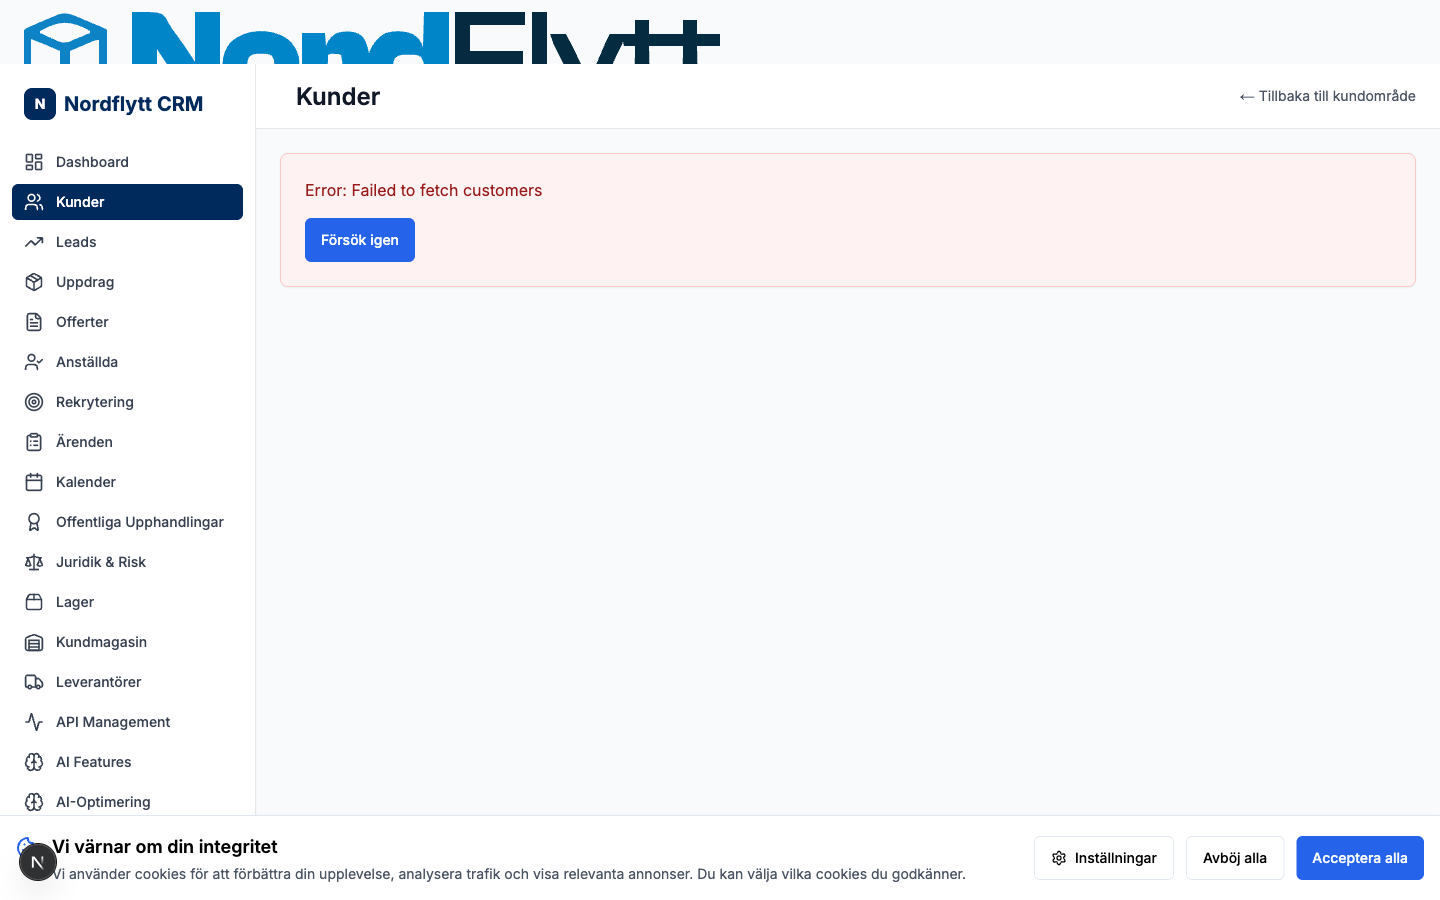 NordFlytt
N Nordflytt CRM
Kunder
← Tillbaka till kundområde
Dashboard
Kunder
Leads
Uppdrag
Offerter
Anställda
Rekrytering
Ärenden
Kalender
Offentliga Upphandlingar
Juridik & Risk
Lager
Kundmagasin
Leverantörer
API Management
AI Features
AI-Optimering
Error: Failed to fetch customers
Försök igen
Vi värnar om din integritet
Vi använder cookies för att förbättra din upplevelse, analysera trafik och visa relevanta annonser. Du kan välja vilka cookies du godkänner.
N
Inställningar
Avböj alla
Acceptera alla